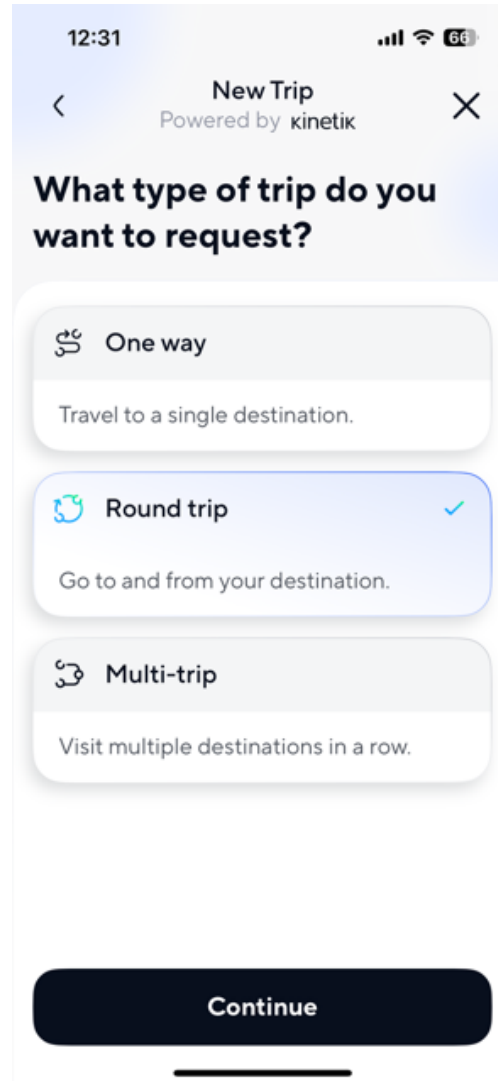 12:31
66
New Trip
Powered by kinetik
What type of trip do you
want to request?
One way
Travel to a single destination.
Round trip
Go to and from your destination.
Multi-trip
Visit multiple destinations in a row.
Continue